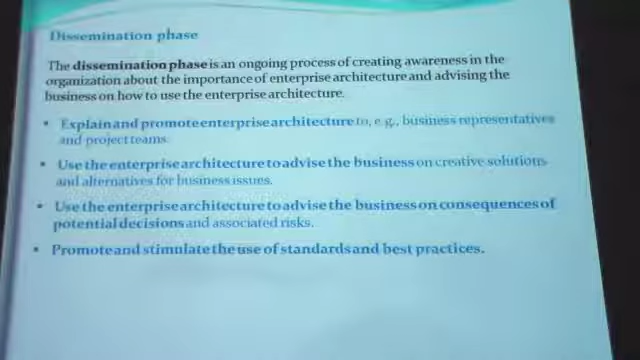 Dissemination phase
The dissemination phase is an ongoing process of creating awareness in the
organization about the importance of enterprise architecture and advising the
business on how to use the enterprise architecture.
• Explain and promote enterprise architecture to, e.g., business representatives
and project teams.
• Use the enterprise architecture to advise the business on creative solutions
and alternatives for business issues.
• Use the enterprise architecture to advise the business on consequences of
potential decisions and associated risks.
• Promote and stimulate the use of standards and best practices.